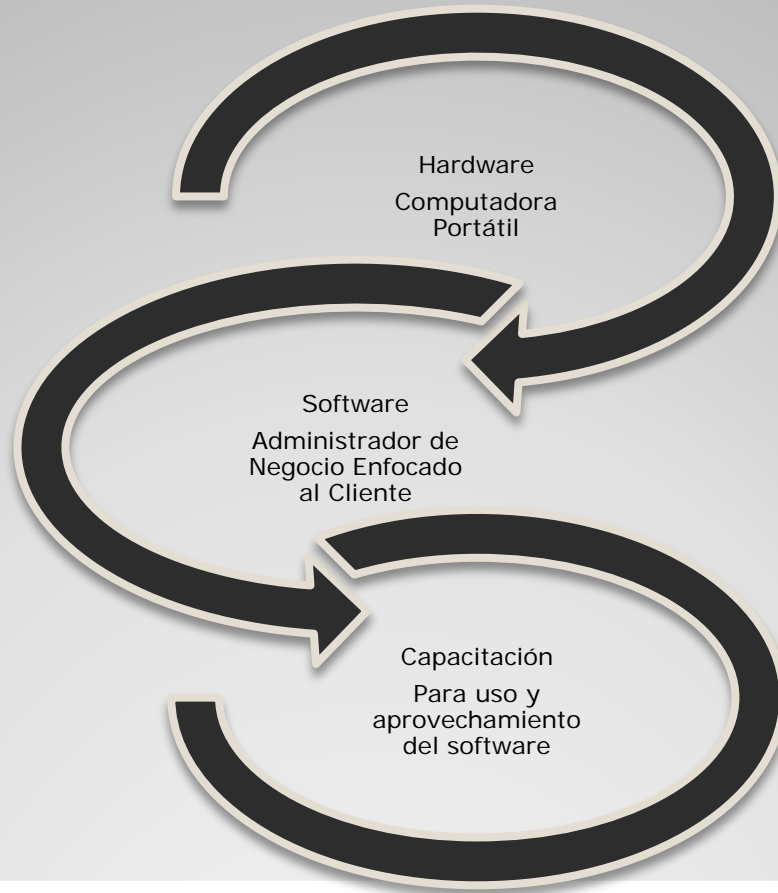 Hardware
Computadora
Portátil
Software
Administrador de
Negocio Enfocado
al Cliente
Capacitación
Para uso y
aprovechamiento
del software